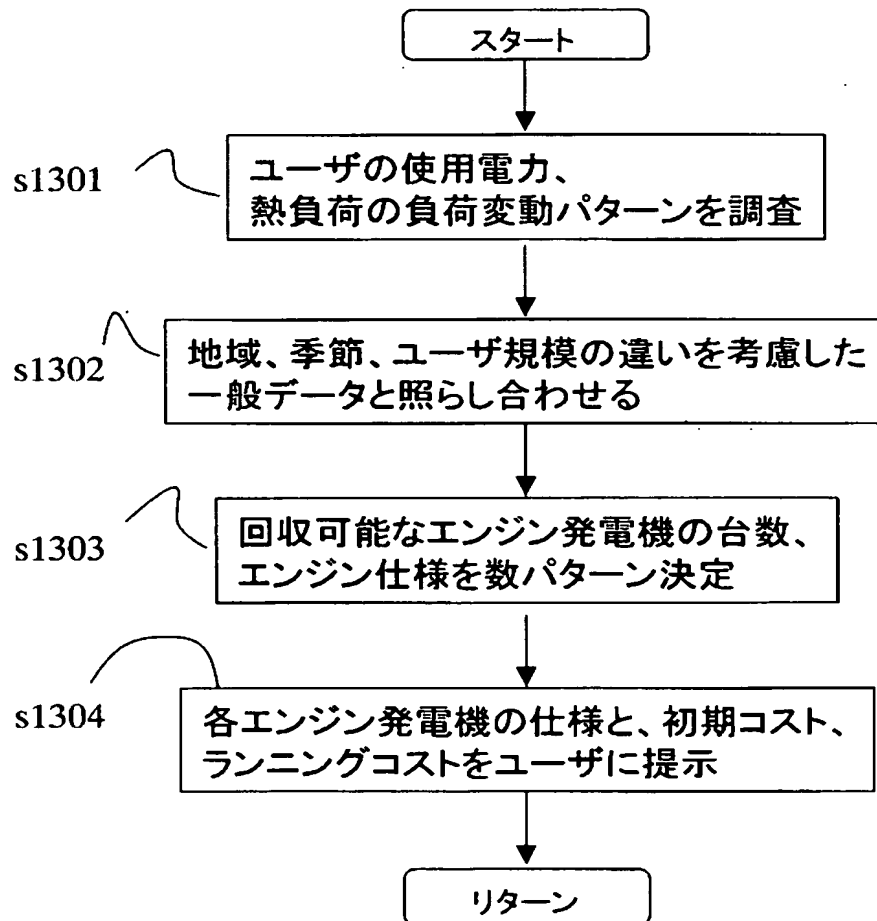 スタート
s1301
ユーザの使用電力、
熱負荷の負荷変動パターンを調査
s1302
地域、季節、ユーザ規模の違いを考慮した
一般データと照らし合わせる
s1303
回収可能なエンジン発電機の台数、
エンジン仕様を数パターン決定
s1304
各エンジン発電機の仕様と、初期コスト、
ランニングコストをユーザに提示
リターン